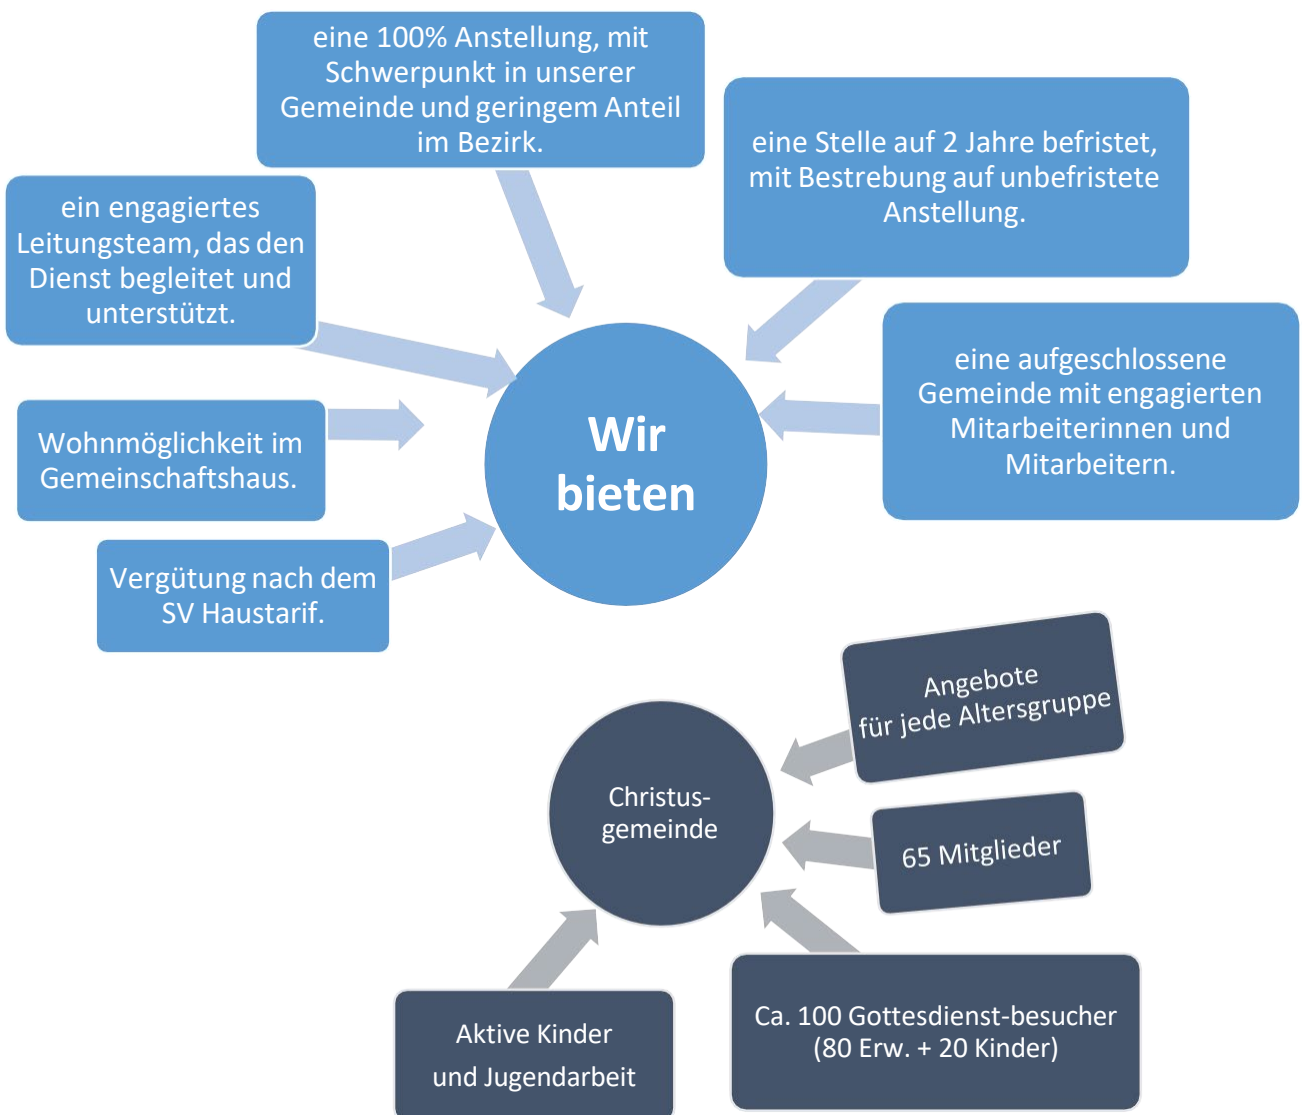 eine 100% Anstellung, mit
Schwerpunkt in unserer
Gemeinde und geringem Anteil
im Bezirk.
eine Stelle auf 2 Jahre befristet,
mit Bestrebung auf unbefristete
Anstellung.
ein engagiertes
Leitungsteam, das den
Dienst begleitet und
unterstützt.
eine aufgeschlossene
Gemeinde mit engagierten
Mitarbeiterinnen und
Mitarbeitern.
Wir
bieten
Wohnmöglichkeit im
Gemeinschaftshaus.
Vergütung nach dem
SV Haustarif.
Angebote
für jede Altersgruppe
Christus-
gemeinde
65 Mitglieder
Ca. 100 Gottesdienst-besucher
(80 Erw. + 20 Kinder)
Aktive Kinder
und Jugendarbeit